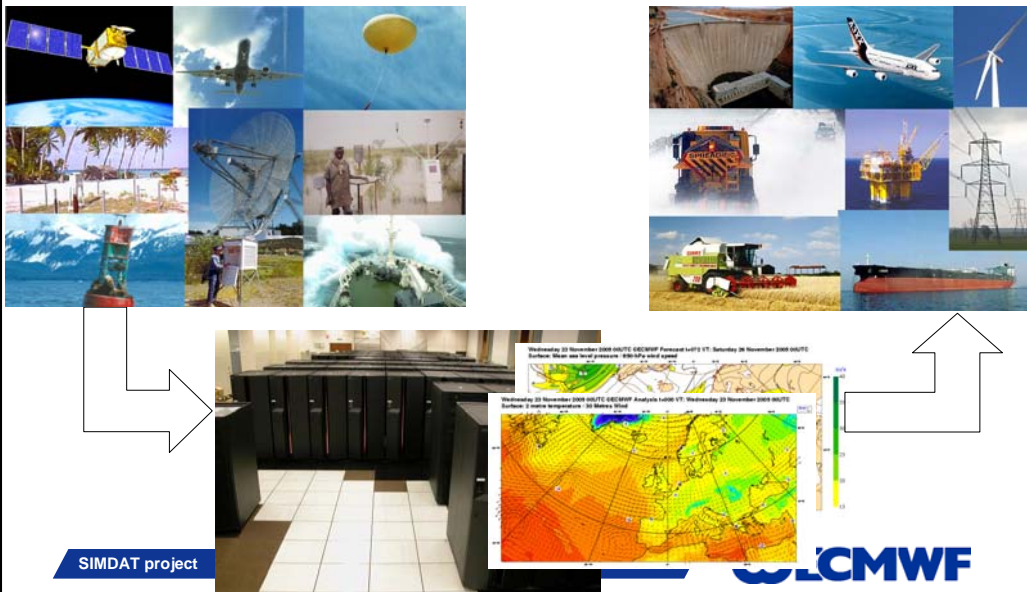 SPREADER
Wednesday 23 November 2005 00UTC ECMWF Forecast t+072 VT: Saturday 26 November 2005 00UTC
Surface: Mean sea level pressure / 850 hPa wind speed
Wednesday 23 November 2005 00UTC ECMWF Analysis t+000 VT: Wednesday 23 November 2005 00UTC
Surface: 2 metre temperature / 30 Metres Wind
SIMDAT project
ECMWF